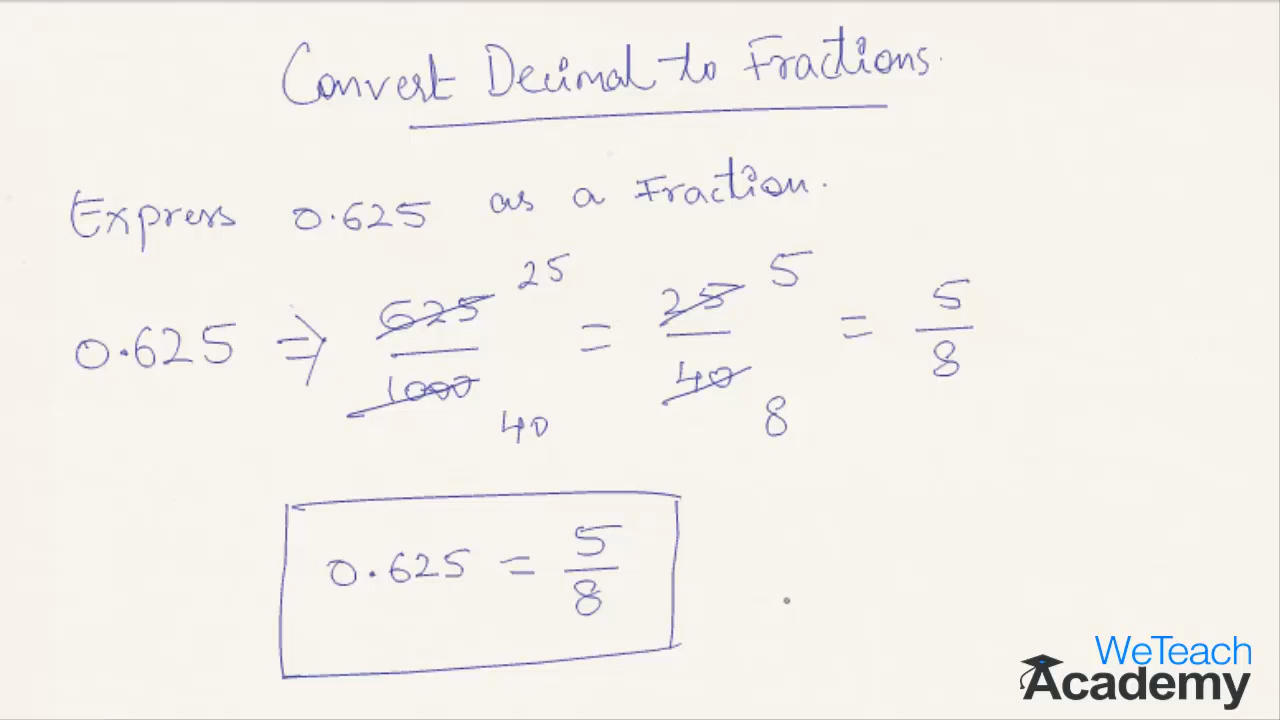 Convert Decimal to Fractions.
Express 0.625 as a Fraction.
0.625 ⇒ 625/1000 25/40 = 25/40 5/8 = 5/8
0.625 = 5/8
WeTeach
Academy